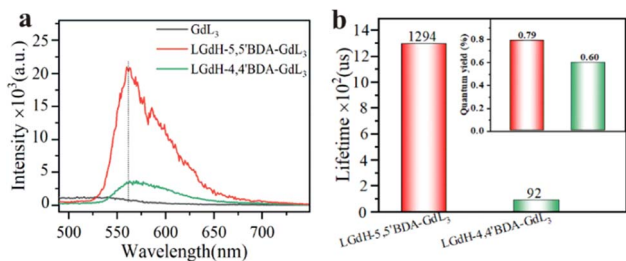 a
GdL₃
LGdH-5,5'BDA-GdL₃
LGdH-4,4'BDA-GdL₃
Intensity ×10³(a.u.)
25
20
15
10
5
0
500 550 600 650 700
Wavelength(nm)
b
Lifetime ×10²(us)
14
12
10
8
6
4
2
0
1294
92
LGdH-5,5'BDA-GdL₃
LGdH-4,4'BDA-GdL₃
Quantum yield (%)
0.8
0.6
0.4
0.2
0.0
0.79
0.60